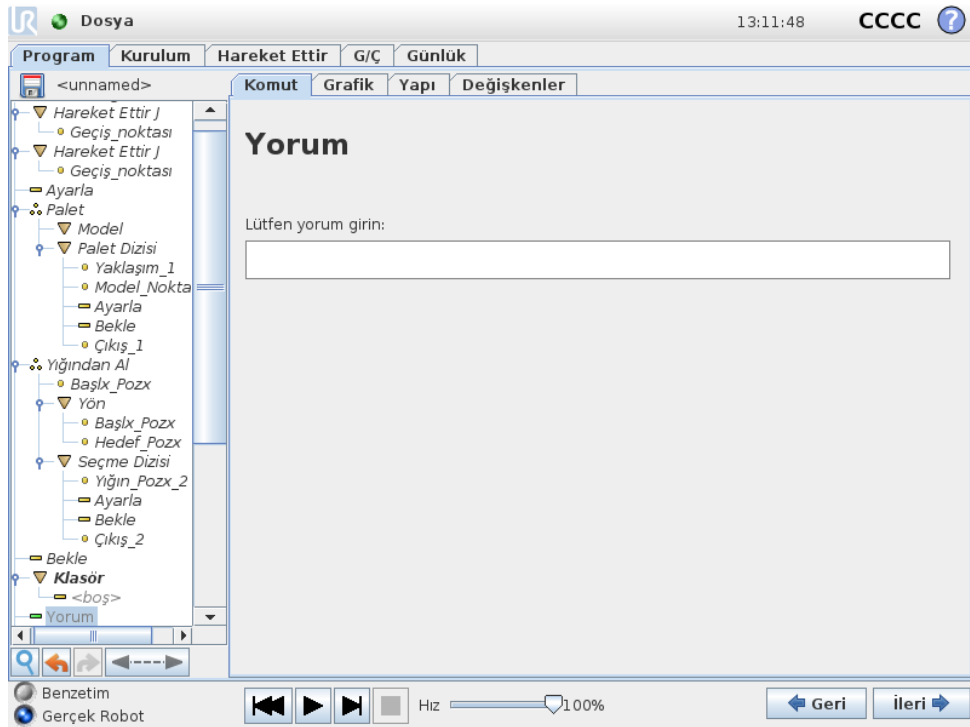 Dosya
13:11:48
CCCC
?
Program
Kurulum
Hareket Ettir
G/Ç
Günlük
<unnamed>
Komut
Grafik
Yapı
Değişkenler
Hareket Ettir J
Geçiş_noktası
Hareket Ettir J
Geçiş_noktası
Ayarla
Palet
Model
Palet Dizisi
Yaklaşım_1
Model_Nokta
Ayarla
Bekle
Çıkış_1
Yığından Al
Başlx_Pozx
Yön
Başlx_Pozx
Hedef_Pozx
Seçme Dizisi
Yığın_Pozx_2
Ayarla
Bekle
Çıkış_2
Bekle
Klasör
<boş>
Yorum
Yorum
Lütfen yorum girin:
Benzetim
Gerçek Robot
Hız
100%
Geri
İleri